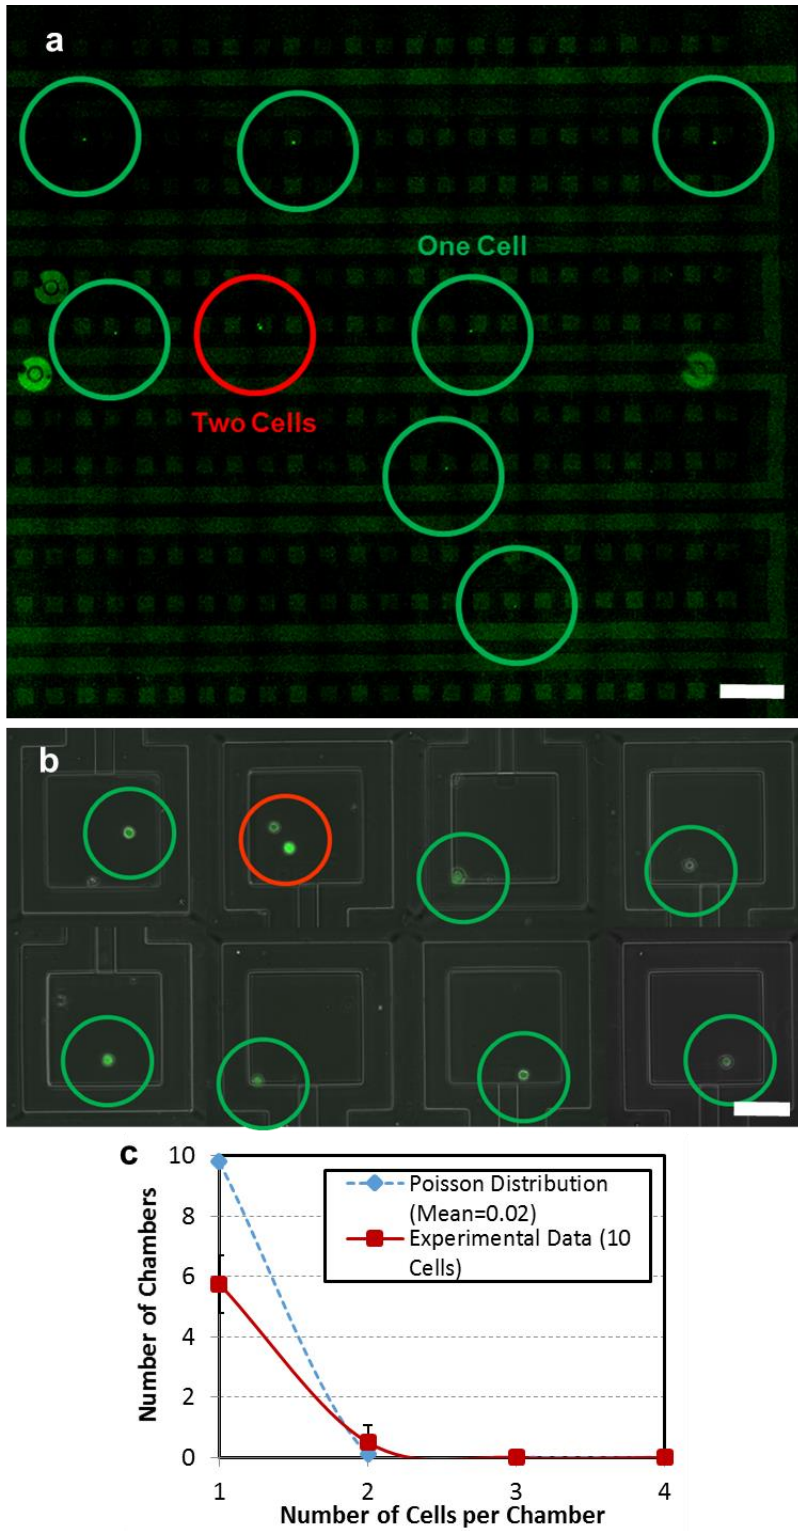 a
One Cell
Two Cells
b
c
10
8
6
4
2
0
Number of Chambers
Poisson Distribution
(Mean=0.02)
Experimental Data (10
Cells)
1 2 3 4
Number of Cells per Chamber